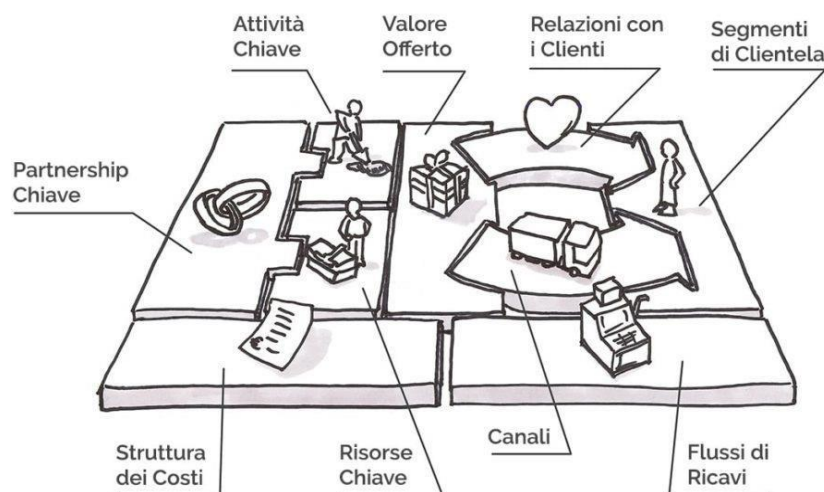 Attività
Chiave
Valore
Offerto
Relazioni con
i Clienti
Segmenti
di Clientela
Partnership
Chiave
Struttura
dei Costi
Risorse
Chiave
Canali
Flussi di
Ricavi